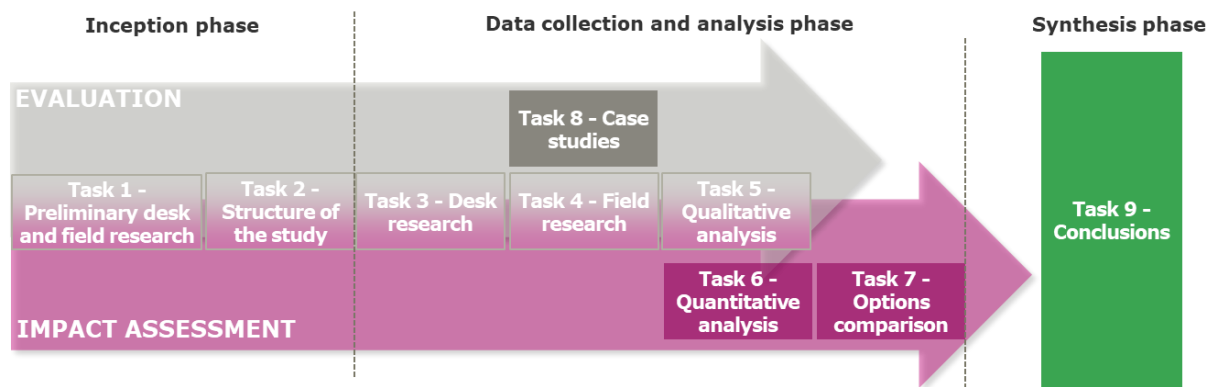 Inception phase
Data collection and analysis phase
Synthesis phase
EVALUATION
Task 8 - Case
studies
Task 1 -
Preliminary desk
and field research
Task 2 -
Structure of
the study
Task 3 - Desk
research
Task 4 - Field
research
Task 5 -
Qualitative
analysis
Task 6 -
Quantitative
analysis
Task 7 -
Options
comparison
Task 9 -
Conclusions
IMPACT ASSESSMENT